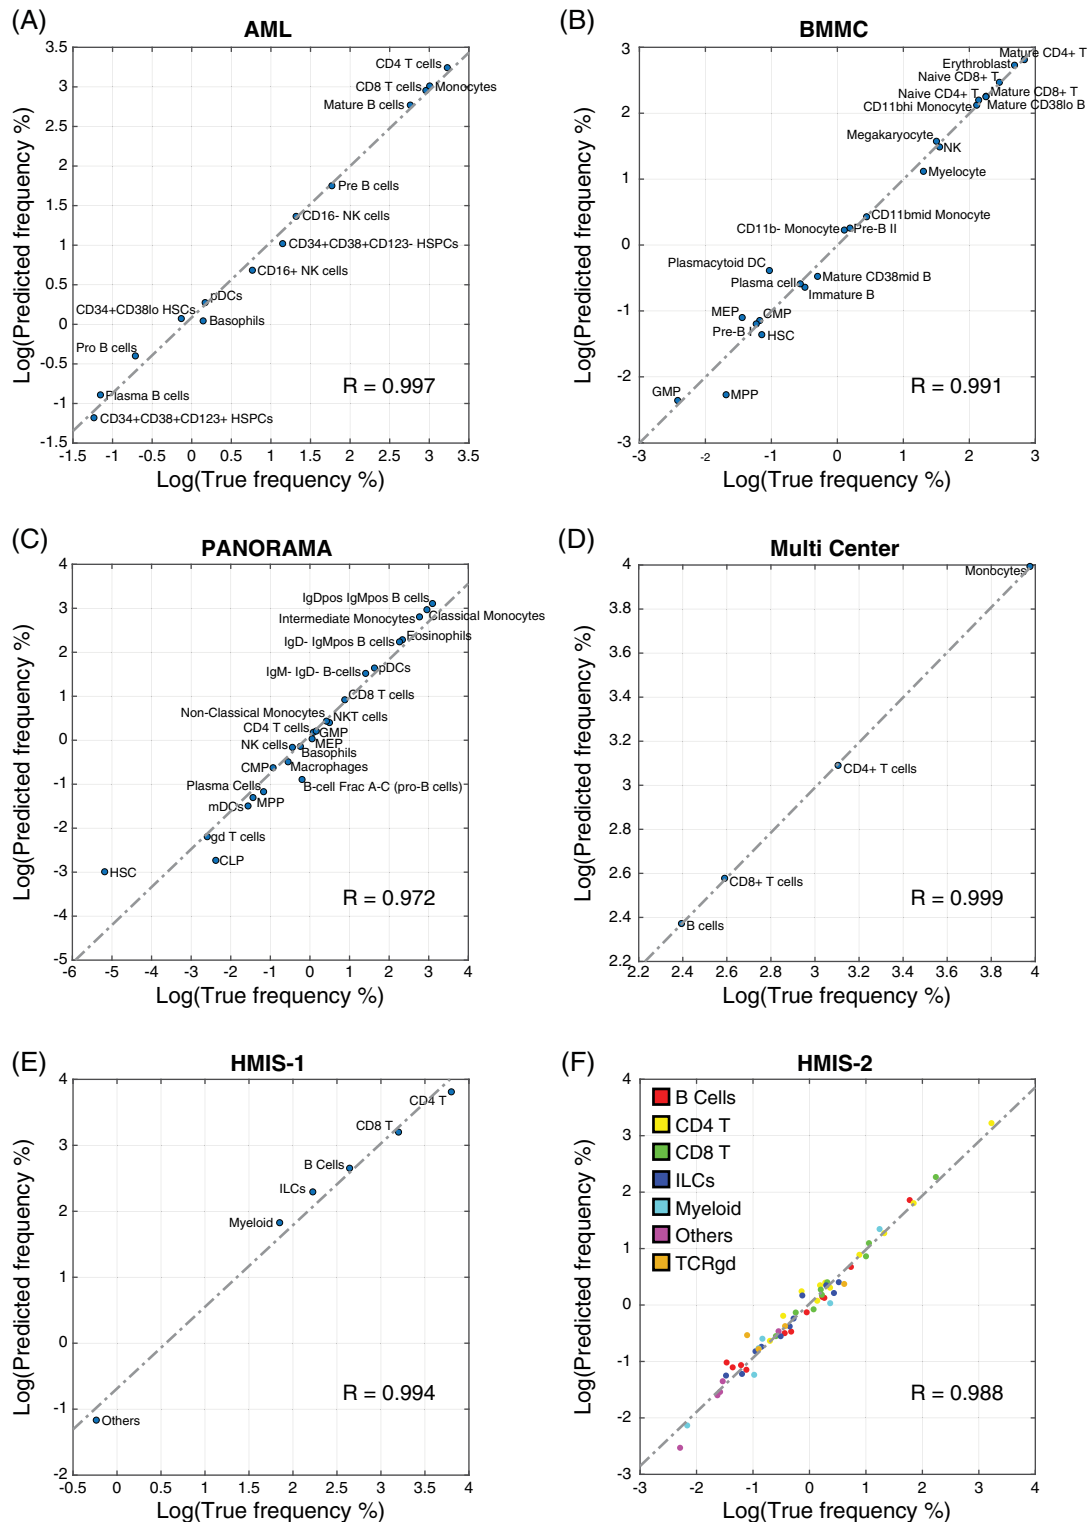 (A)
AML
Log(Predicted frequency %)
3.5
3
2.5
2
1.5
1
0.5
0
-0.5
-1
-1.5
CD4 T cells
CD8 T cells
Monocytes
Mature B cells
Pre B cells
CD16- NK cells
CD34+CD38+CD123- HSPCs
CD16+ NK cells
pDCs
CD34+CD38lo HSCs
Basophils
Pro B cells
Plasma B cells
CD34+CD38+CD123+ HSPCs
R = 0.997
-1.5 -1 -0.5 0 0.5 1 1.5 2 2.5 3 3.5
Log(True frequency %)
(B)
BMMC
Log(Predicted frequency %)
3
2
1
0
-1
-2
-3
Mature CD4+ T
Erythroblast
Naive CD8+ T
Naive CD4+ T
Mature CD8+ T
CD11bhi Monocyte
Mature CD38lo B
Megakaryocyte
NK
Myelocyte
CD11bmid Monocyte
CD11b- Monocyte
Pre-B II
Plasmacytoid DC
Plasma cell
Mature CD38mid B
Immature B
MEP
CMP
Pre-B I
HSC
GMP
MPP
R = 0.991
-3 -2 -1 0 1 2 3
Log(True frequency %)
(C)
PANORAMA
Log(Predicted frequency %)
4
3
2
1
0
-1
-2
-3
-4
-5
IgDpos IgMpos B cells
Classical Monocytes
Intermediate Monocytes
Eosinophils
IgD- IgMpos B cells
pDCs
IgM- IgD- B-cells
CD8 T cells
Non-Classical Monocytes
NKT cells
CD4 T cells
GMP
MEP
NK cells
Basophils
CMP
Macrophages
B-cell Frac A-C (pro-B cells)
Plasma Cells
MPP
mDCs
gd T cells
CLP
HSC
R = 0.972
-6 -5 -4 -3 -2 -1 0 1 2 3 4
Log(True frequency %)
(D)
Multi Center
Log(Predicted frequency %)
4
3.8
3.6
3.4
3.2
3
2.8
2.6
2.4
2.2
Monocytes
CD4+ T cells
CD8+ T cells
B cells
R = 0.999
2.2 2.4 2.6 2.8 3 3.2 3.4 3.6 3.8 4
Log(True frequency %)
(E)
HMIS-1
Log(Predicted frequency %)
4
3
2
1
0
-1
-2
CD4 T
CD8 T
B Cells
ILCs
Myeloid
Others
R = 0.994
-0.5 0 0.5 1 1.5 2 2.5 3 3.5 4
Log(True frequency %)
(F)
HMIS-2
Log(Predicted frequency %)
4
3
2
1
0
-1
-2
-3
B Cells
CD4 T
CD8 T
ILCs
Myeloid
Others
TCRgd
R = 0.988
-3 -2 -1 0 1 2 3 4
Log(True frequency %)